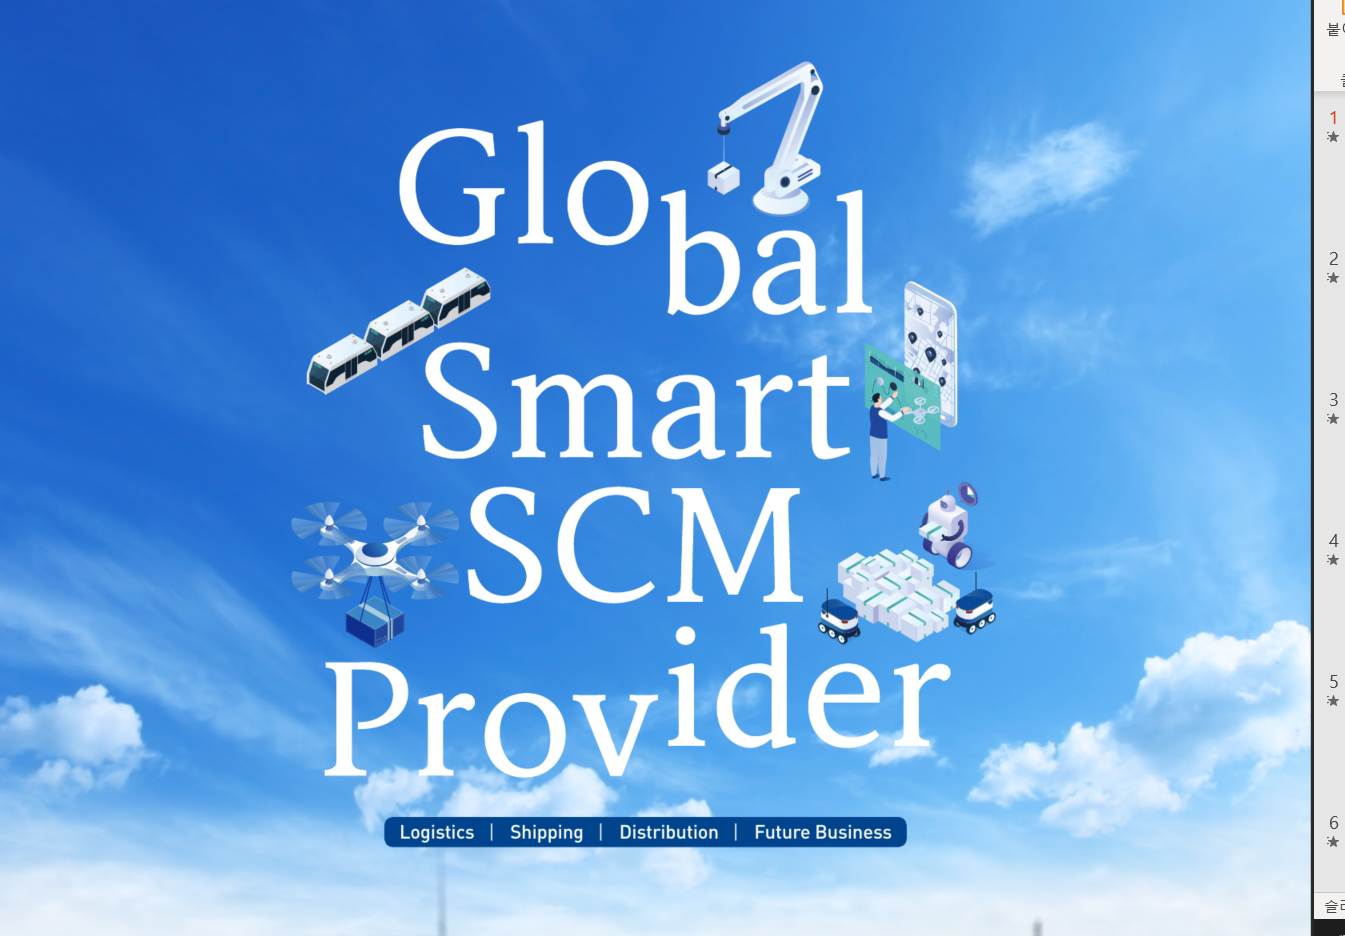 Global
Smart
SCM
Provider
Logistics | Shipping | Distribution | Future Business
1
2
3
4
5
6